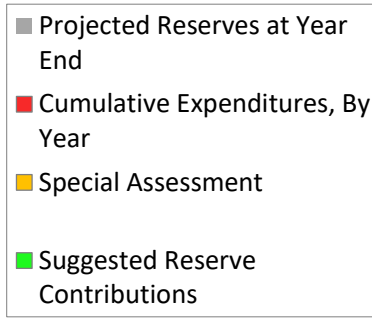 Projected Reserves at Year
End
Cumulative Expenditures, By
Year
Special Assessment
Suggested Reserve
Contributions